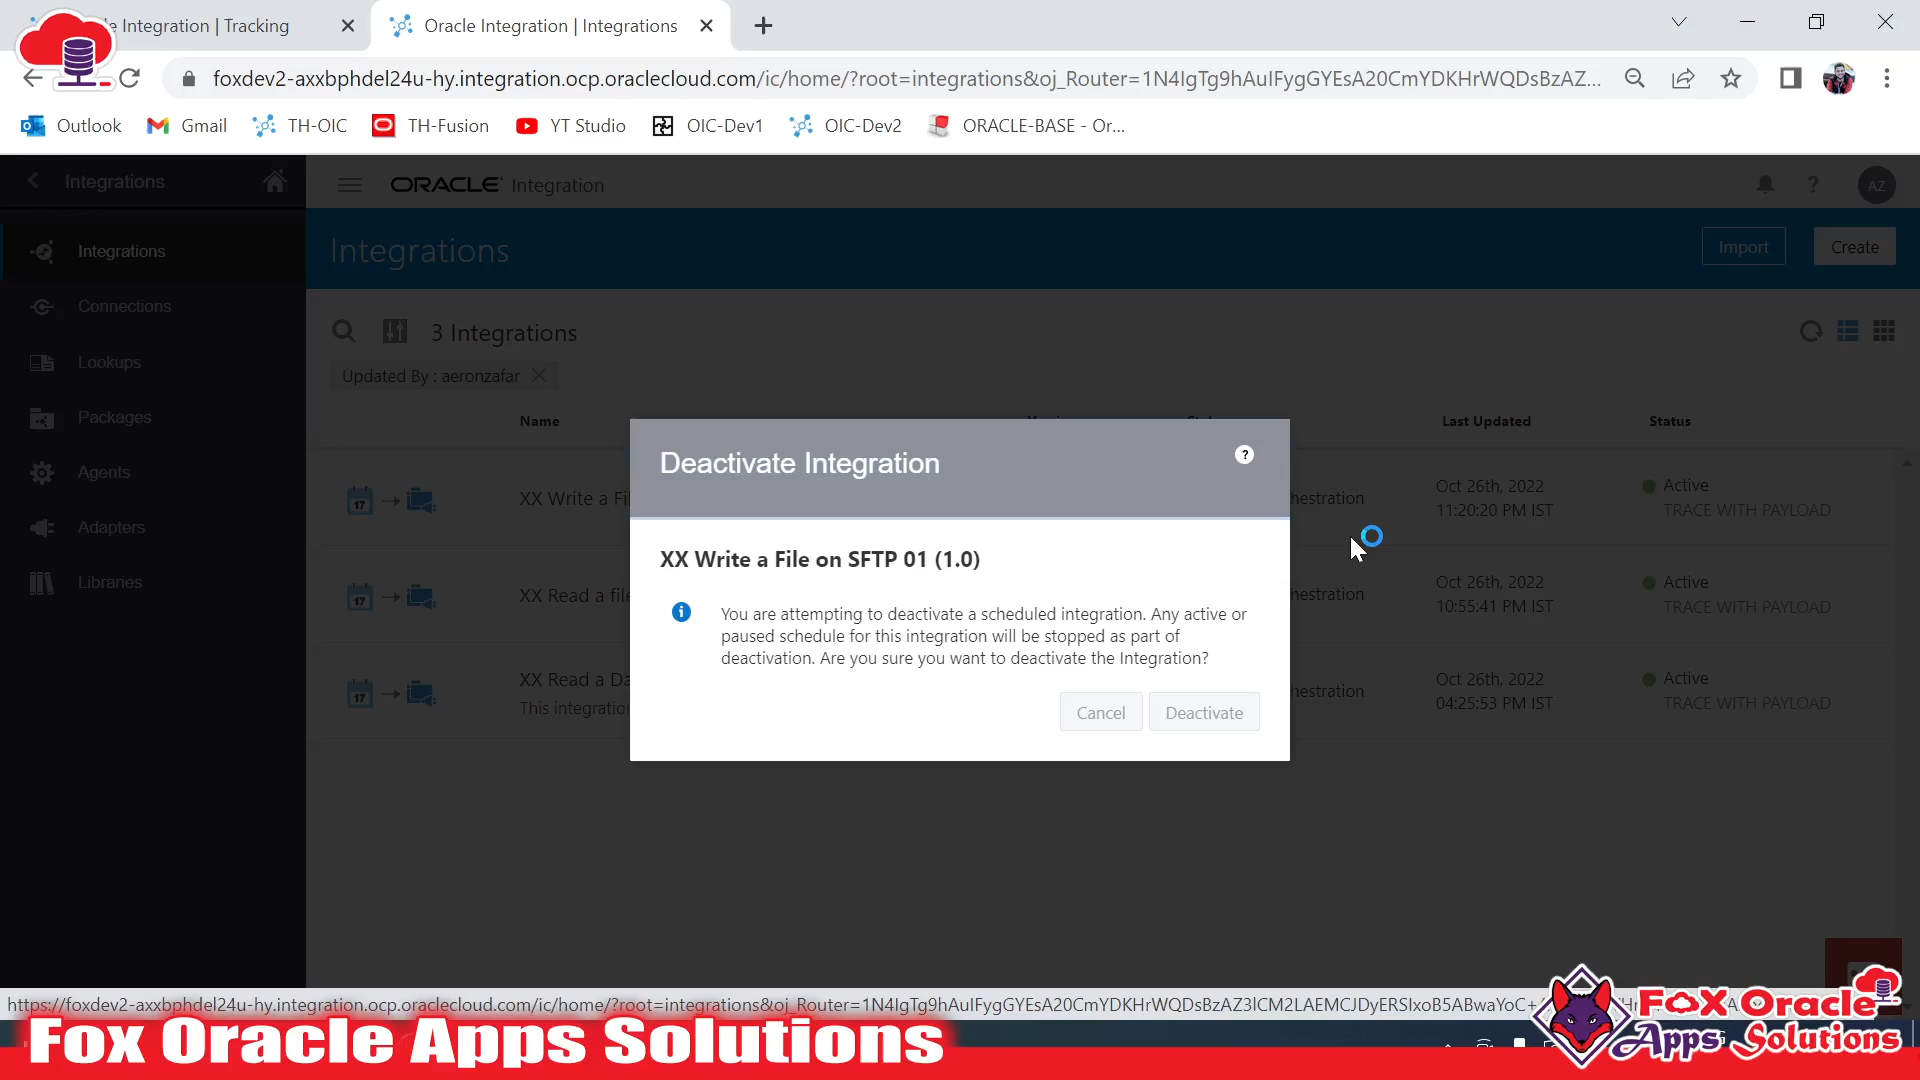 le Integration | Tracking
Oracle Integration | Integrations
foxdev2-axxbphdel24u-hy.integration.ocp.oraclecloud.com/ic/home/?root=integrations&oj_Router=1N4IgTg9hAuIFygGYEsA20CmYDKHrWQDsBzAZ...
Outlook
Gmail
TH-OIC
TH-Fusion
YT Studio
OIC-Dev1
OIC-Dev2
ORACLE-BASE - Or...
Integrations
ORACLE Integration
AZ
Integrations
Connections
Lookups
Packages
Agents
Adapters
Libraries
Integrations
Import
Create
3 Integrations
Updated By : aeronzafar
Name
Last Updated
Status
XX Write a Fi
hestration
Oct 26th, 2022
11:20:20 PM IST
Active
TRACE WITH PAYLOAD
XX Read a file
hestration
Oct 26th, 2022
10:55:41 PM IST
Active
TRACE WITH PAYLOAD
XX Read a Da
This integration
hestration
Oct 26th, 2022
04:25:53 PM IST
Active
TRACE WITH PAYLOAD
Deactivate Integration
XX Write a File on SFTP 01 (1.0)
You are attempting to deactivate a scheduled integration. Any active or
paused schedule for this integration will be stopped as part of
deactivation. Are you sure you want to deactivate the Integration?
Cancel
Deactivate
https://foxdev2-axxbphdel24u-hy.integration.ocp.oraclecloud.com/ic/home/?root=integrations&oj_Router=1N4IgTg9hAuIFygGYEsA20CmYDKHrWQDsBzAZ3lCM2LAEMCJDyERSIxoB5ABwaYoC+
Fox Oracle Apps Solutions
Fox Oracle
Apps Solutions